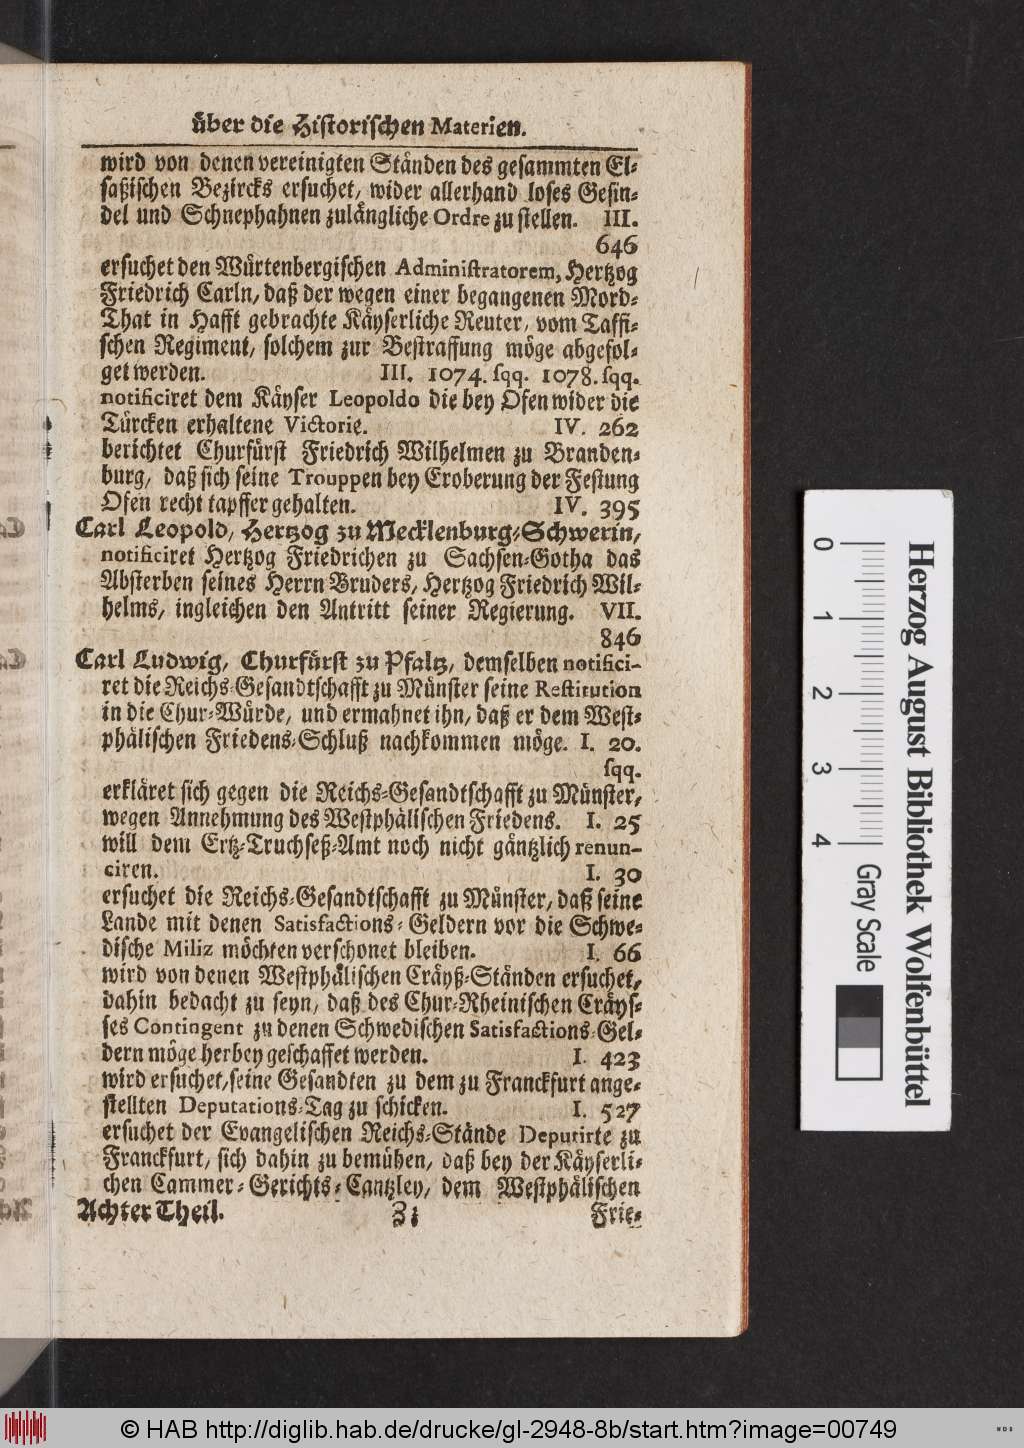 über die Historischen Materien.
wird von denen vereinigten Ständen des gesammten El-
saßischen Bezircks ersuchet, wider allerhand loses Gesin-
del und Schnephahnen zulängliche Ordre zu stellen. III.
646
ersuchet den Würtenbergischen Administratorem, Hertzog
Friedrich Carln, daß der wegen einer begangenen Mord-
That in Hafft gebrachte Käyserliche Reuter, vom Taffi-
schen Regiment, solchem zur Bestraffung möge abgefol-
get werden. III. 1074. sqq. 1078. sqq.
notificiret dem Käyser Leopoldo die bey Ofen wider die
Türcken erhaltene Victorie. IV. 262
berichtet Churfürst Friedrich Wilhelmen zu Branden-
burg, daß sich seine Trouppen bey Eroberung der Festung
Ofen recht tapffer gehalten. IV. 395
Carl Leopold, Hertzog zu Mecklenburg-Schwerin,
notificiret Hertzog Friedrichen zu Sachsen-Gotha das
Absterben seines Herrn Bruders, Hertzog Friedrich Wil-
helms, ingleichen den Antritt seiner Regierung. VII.
846
Carl Ludwig, Churfürst zu Pfaltz, demselben notifici-
ret die Reichs-Gesandtschafft zu Münster seine Restitution
in die Chur-Würde, und ermahnet ihn, daß er dem West-
phälischen Friedens-Schluß nachkommen möge. I. 20.
sqq.
erkläret sich gegen die Reichs-Gesandtschafft zu Münster,
wegen Annehmung des Westphälischen Friedens. I. 25
will dem Ertz-Truchseß-Amt noch nicht gäntzlich renun-
ciren. I. 30
ersuchet die Reichs-Gesandtschafft zu Münster, daß seine
Lande mit denen Satisfactions-Geldern vor die Schwe-
dische Miliz möchten verschonet bleiben. I. 66
wird von denen Westphälischen Cräyß-Ständen ersuchet,
dahin bedacht zu seyn, daß des Chur-Rheinischen Cräys-
ses Contingent zu denen Schwedischen Satisfactions-Gel-
dern möge herbey geschaffet werden. I. 423
wird ersuchet, seine Gesandten zu dem zu Franckfurt ange-
stellten Deputations-Tag zu schicken. I. 527
ersuchet der Evangelischen Reichs-Stände Deputirte zu
Franckfurt, sich dahin zu bemühen, daß bey der Käyserli-
chen Cammer-Gerichts-Cantzley, dem Westphälischen
Achter Theil. Zi Frie-
Herzog August Bibliothek Wolfenbüttel
0 1 2 3 4 Gray Scale
© HAB http://diglib.hab.de/drucke/gl-2948-8b/start.htm?image=00749